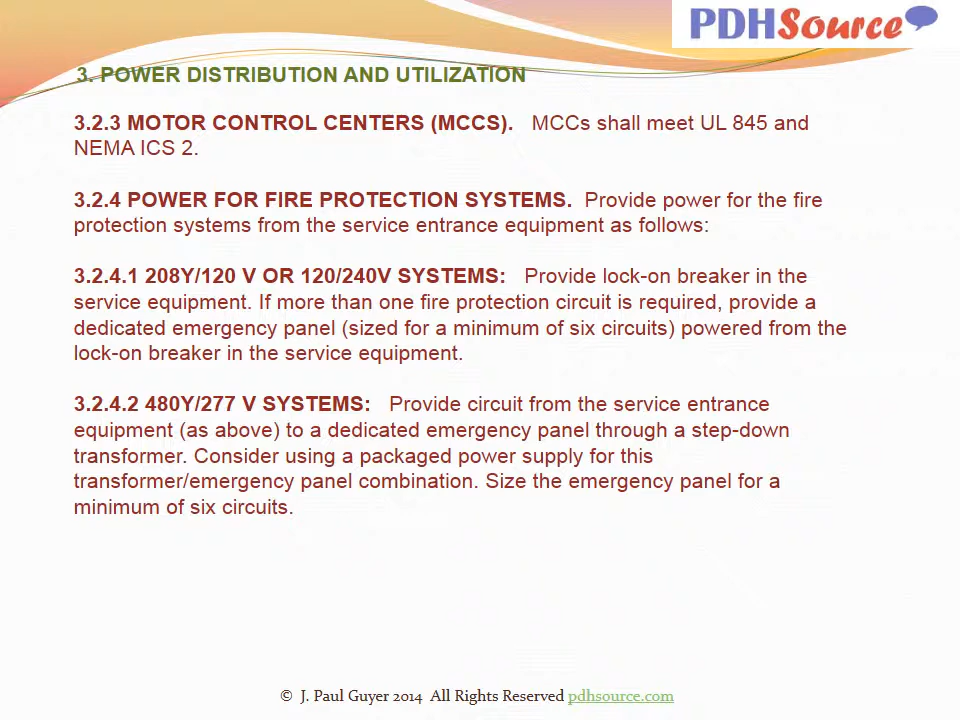 PDHSource
3. POWER DISTRIBUTION AND UTILIZATION
3.2.3 MOTOR CONTROL CENTERS (MCCS). MCCs shall meet UL 845 and
NEMA ICS 2.
3.2.4 POWER FOR FIRE PROTECTION SYSTEMS. Provide power for the fire
protection systems from the service entrance equipment as follows:
3.2.4.1 208Y/120 V OR 120/240V SYSTEMS: Provide lock-on breaker in the
service equipment. If more than one fire protection circuit is required, provide a
dedicated emergency panel (sized for a minimum of six circuits) powered from the
lock-on breaker in the service equipment.
3.2.4.2 480Y/277 V SYSTEMS: Provide circuit from the service entrance
equipment (as above) to a dedicated emergency panel through a step-down
transformer. Consider using a packaged power supply for this
transformer/emergency panel combination. Size the emergency panel for a
minimum of six circuits.
© J. Paul Guyer 2014 All Rights Reserved pdhsource.com